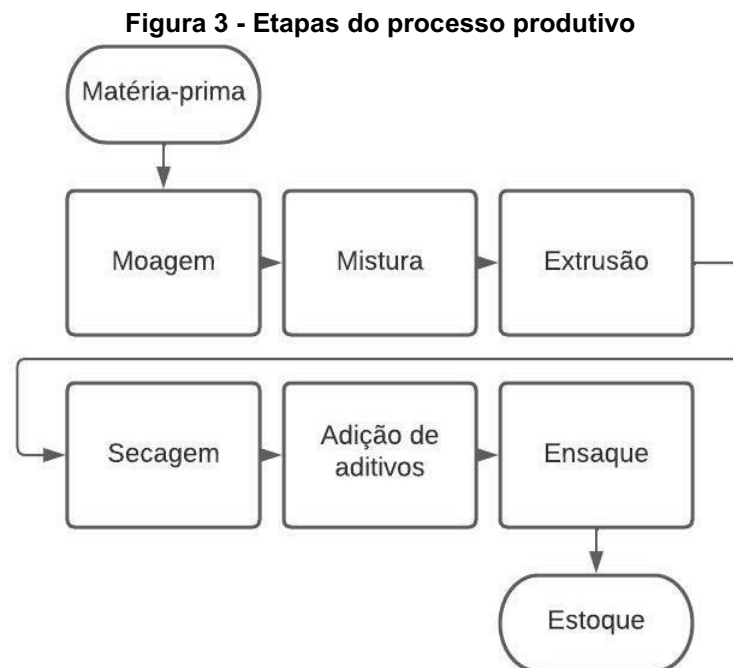 Figura 3 - Etapas do processo produtivo
Matéria-prima
Moagem
Mistura
Extrusão
Secagem
Adição de
aditivos
Ensaque
Estoque